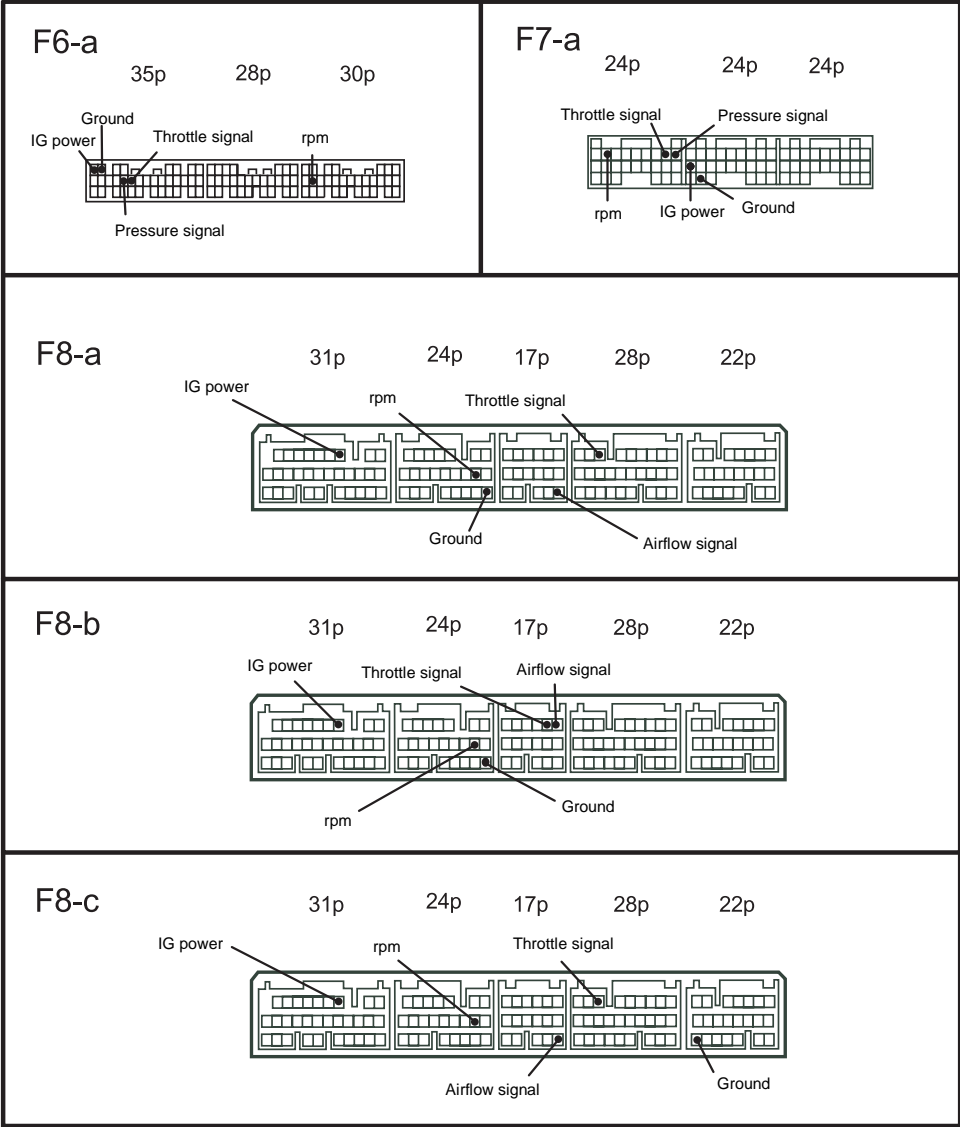 F6-a
35p 28p 30p
Ground
IG power
Throttle signal
rpm
Pressure signal
F7-a
24p 24p 24p
Throttle signal
Pressure signal
rpm
IG power
Ground
F8-a
31p 24p 17p 28p 22p
IG power
rpm
Throttle signal
Ground
Airflow signal
F8-b
31p 24p 17p 28p 22p
IG power
Throttle signal
Airflow signal
rpm
Ground
F8-c
31p 24p 17p 28p 22p
IG power
rpm
Throttle signal
Airflow signal
Ground